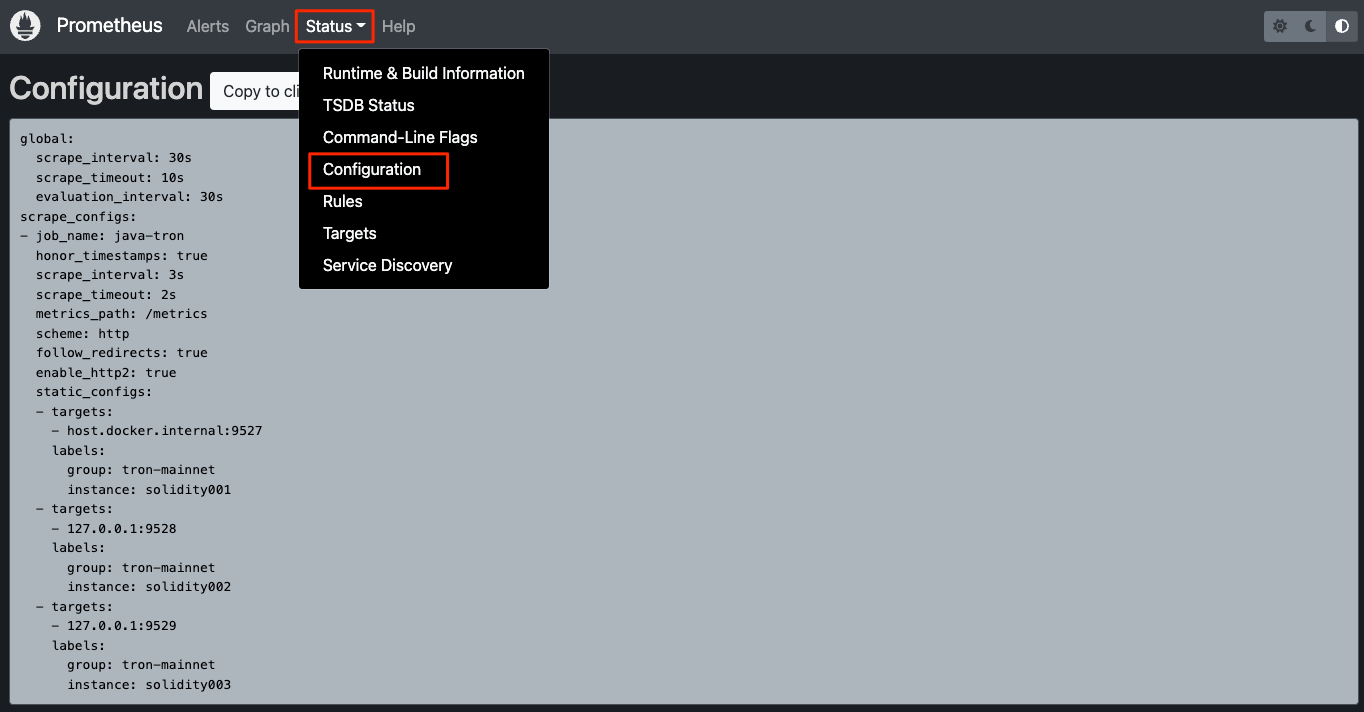 Prometheus Alerts Graph Status Help
Runtime & Build Information
TSDB Status
Command-Line Flags
Configuration
Rules
Targets
Service Discovery
Configuration Copy to cli
global:
  scrape_interval: 30s
  scrape_timeout: 10s
  evaluation_interval: 30s
scrape_configs:
- job_name: java-tron
  honor_timestamps: true
  scrape_interval: 3s
  scrape_timeout: 2s
  metrics_path: /metrics
  scheme: http
  follow_redirects: true
  enable_http2: true
  static_configs:
  - targets:
    - host.docker.internal:9527
    labels:
      group: tron-mainnet
      instance: solidity001
  - targets:
    - 127.0.0.1:9528
    labels:
      group: tron-mainnet
      instance: solidity002
  - targets:
    - 127.0.0.1:9529
    labels:
      group: tron-mainnet
      instance: solidity003